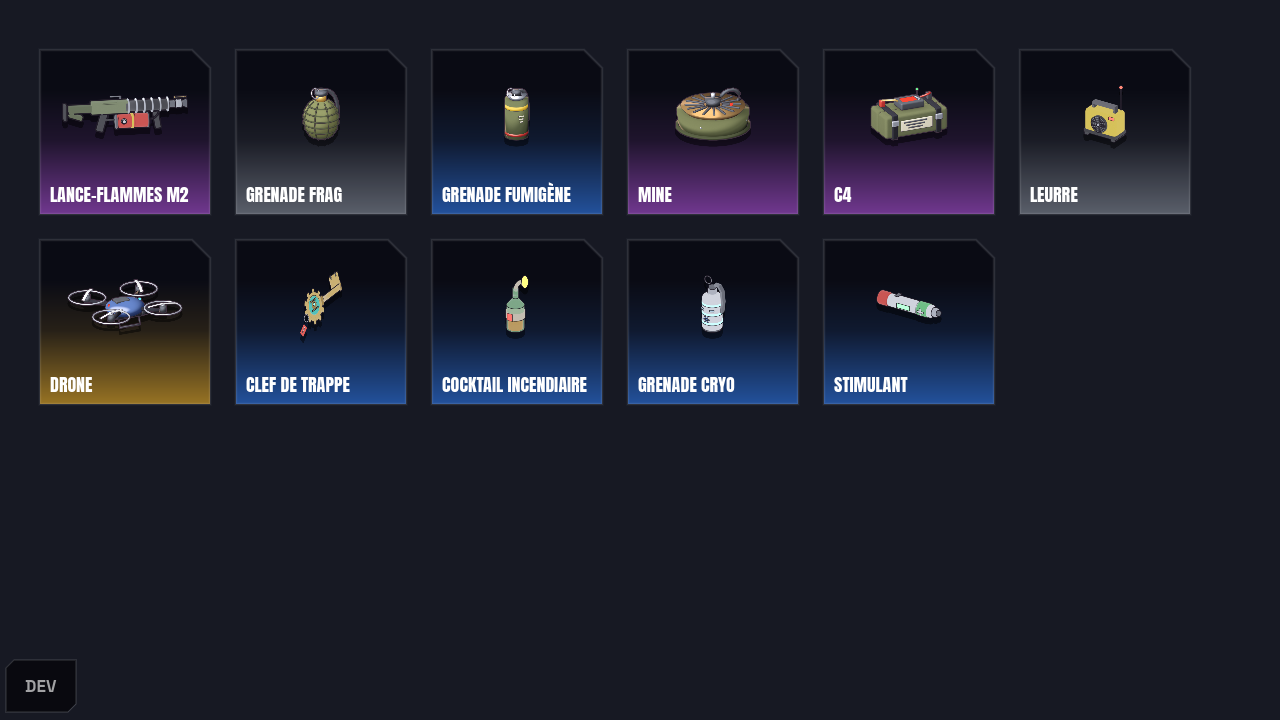 LANCE-FLAMMES M2
GRENADE FRAG
GRENADE FUMIGÈNE
MINE
C4
LEURRE
DRONE
CLEF DE TRAPPE
COCKTAIL INCENDIAIRE
GRENADE CRYO
STIMULANT
DEV